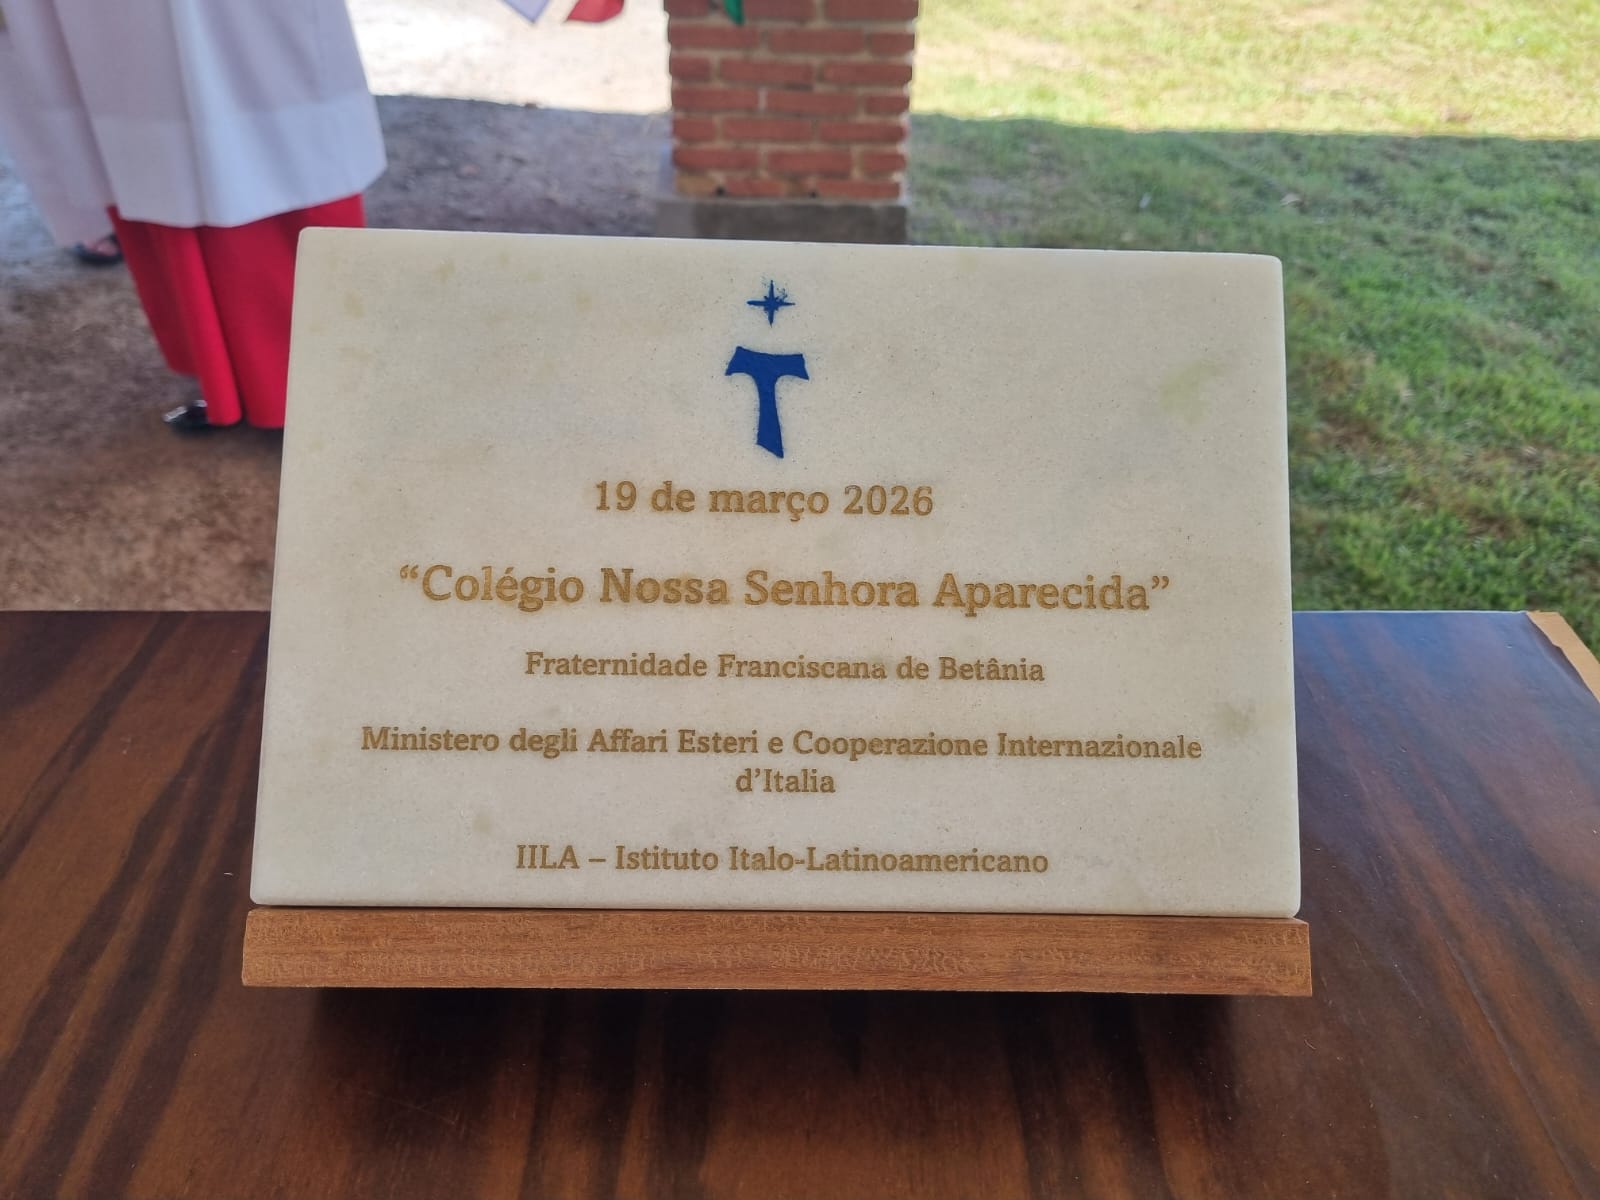 19 de março 2026
“Colégio Nossa Senhora Aparecida”
Fraternidade Franciscana de Betânia
Ministero degli Affari Esteri e Cooperazione Internazionale
d’Italia
IILA – Istituto Italo-Latinoamericano